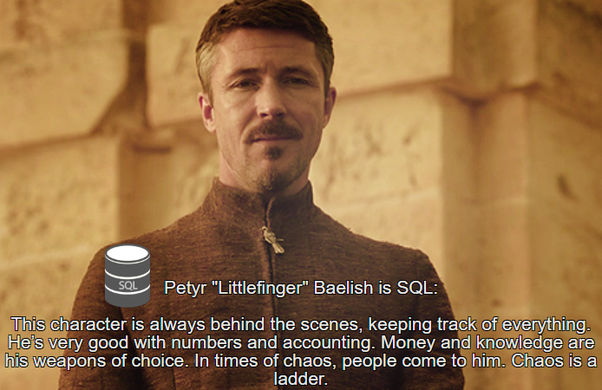 SQL
Petyr "Littlefinger" Baelish is SQL:
This character is always behind the scenes, keeping track of everything.
He's very good with numbers and accounting. Money and knowledge are
his weapons of choice. In times of chaos, people come to him. Chaos is a
ladder.